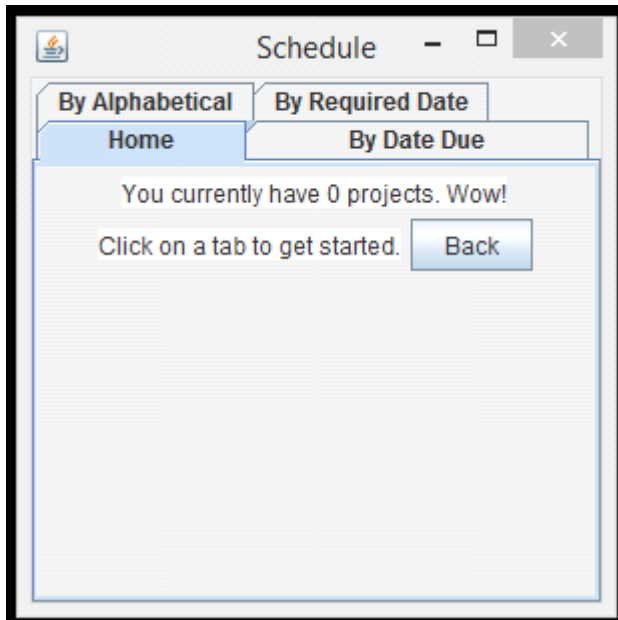 Schedule
By Alphabetical By Required Date
Home By Date Due
You currently have 0 projects. Wow!
Click on a tab to get started. Back